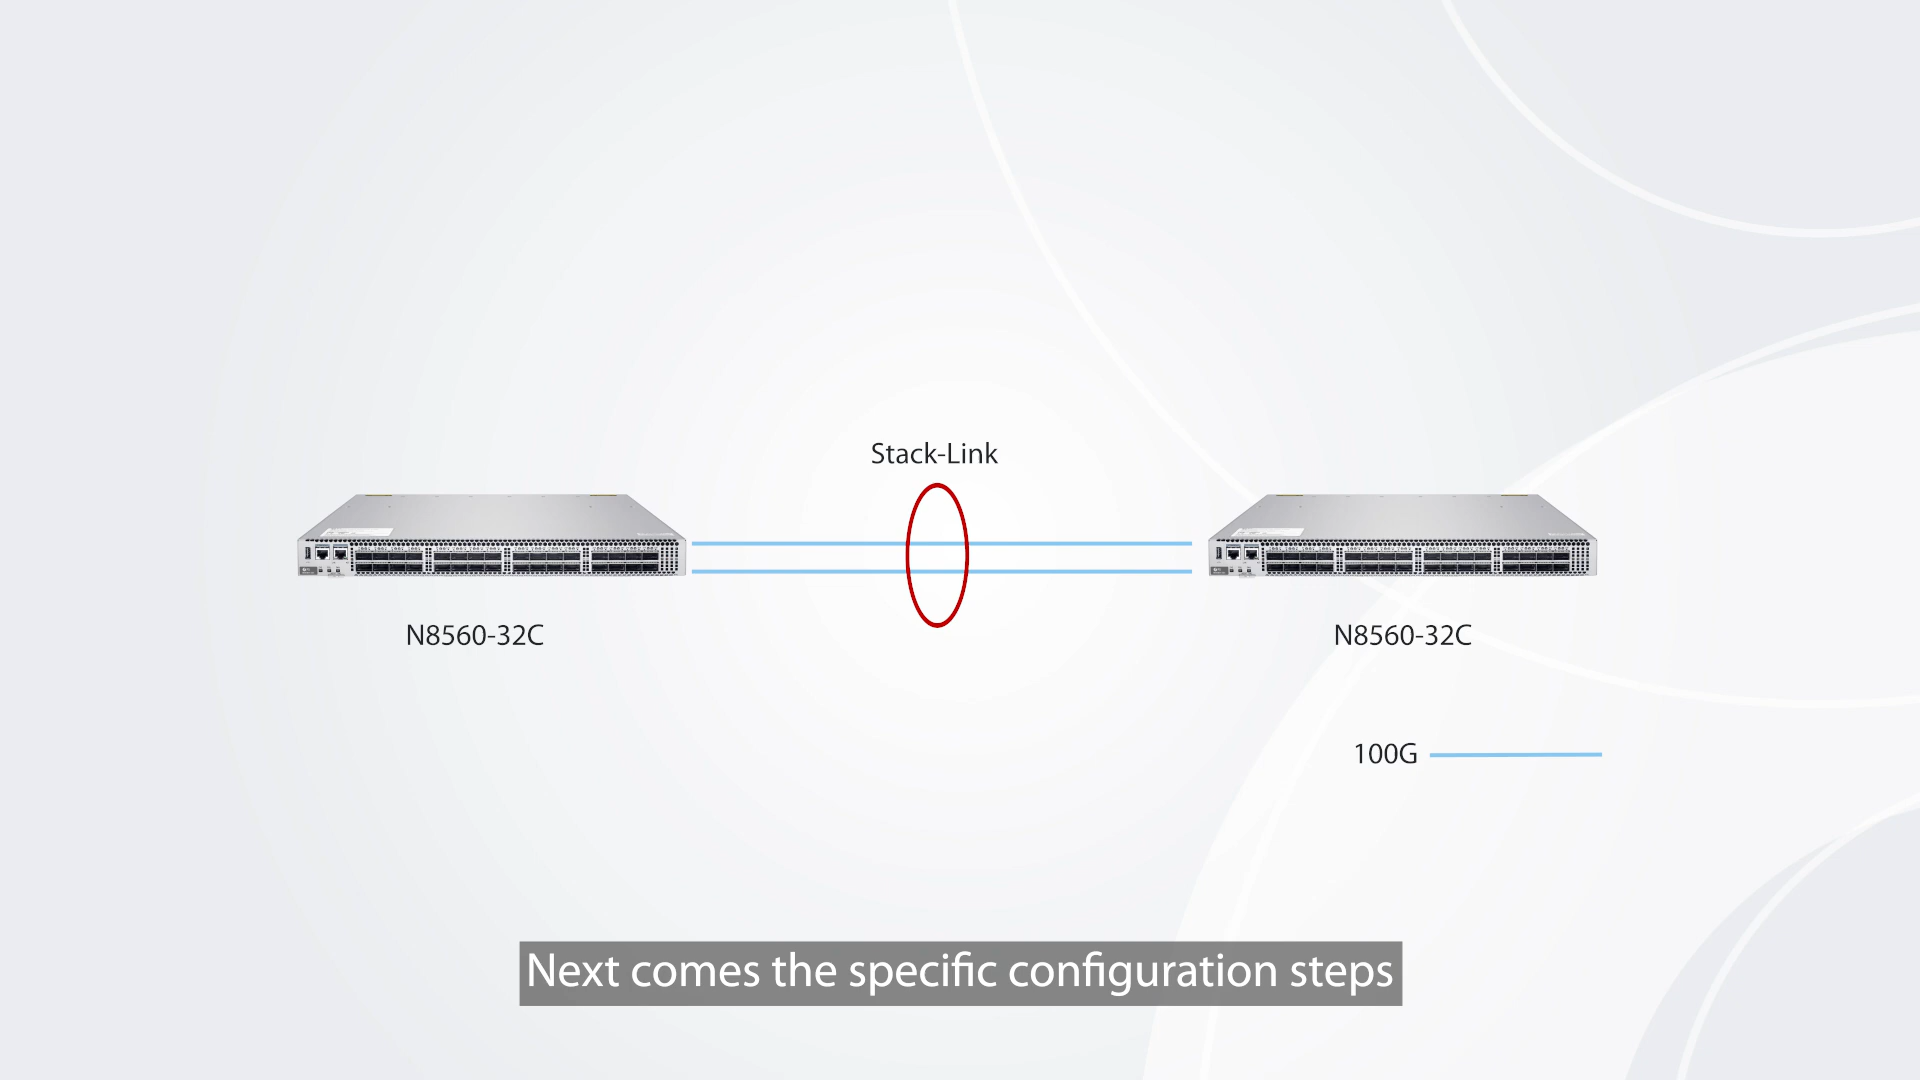 Stack-Link
N8560-32C
N8560-32C
100G
Next comes the specific configuration steps